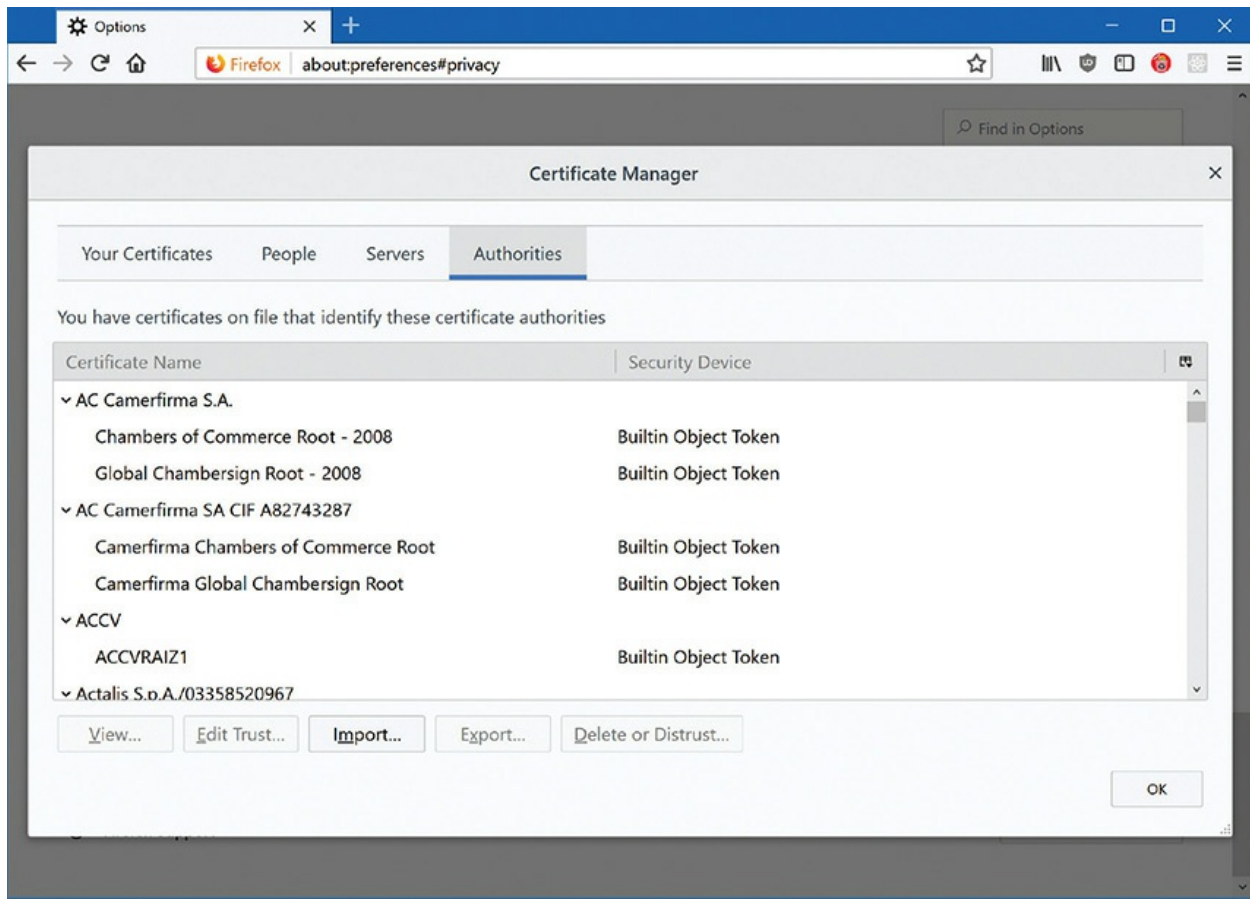 Options
Firefox about:preferences#privacy
Find in Options
Certificate Manager
Your Certificates People Servers Authorities
You have certificates on file that identify these certificate authorities
Certificate Name Security Device
AC Camerfirma S.A.
Chambers of Commerce Root - 2008 Builtin Object Token
Global Chambersign Root - 2008 Builtin Object Token
AC Camerfirma SA CIF A82743287
Camerfirma Chambers of Commerce Root Builtin Object Token
Camerfirma Global Chambersign Root Builtin Object Token
ACCV
ACCVRAIZ1 Builtin Object Token
Actalis S.p.A./03358520967
View... Edit Trust... Import... Export... Delete or Distrust...
OK